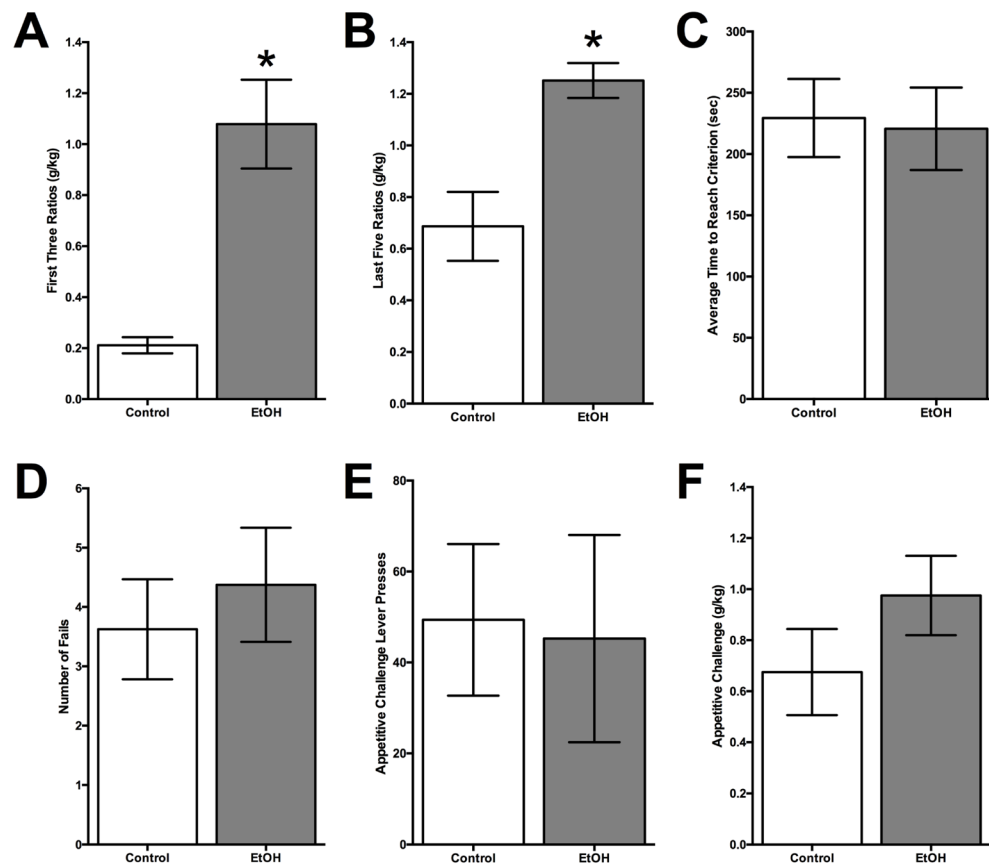 A
First Three Ratios (g/kg)
1.4
1.2
1.0
0.8
0.6
0.4
0.2
0.0
*
Control EtOH
B
Last Five Ratios (g/kg)
1.4
1.2
1.0
0.8
0.6
0.4
0.2
0.0
*
Control EtOH
C
Average Time to Reach Criterion (sec)
300
250
200
150
100
50
0
Control EtOH
D
Number of Fails
6
5
4
3
2
1
0
Control EtOH
E
Appetitive Challenge Lever Presses
80
60
40
20
0
Control EtOH
F
Appetitive Challenge (g/kg)
1.4
1.2
1.0
0.8
0.6
0.4
0.2
0.0
Control EtOH